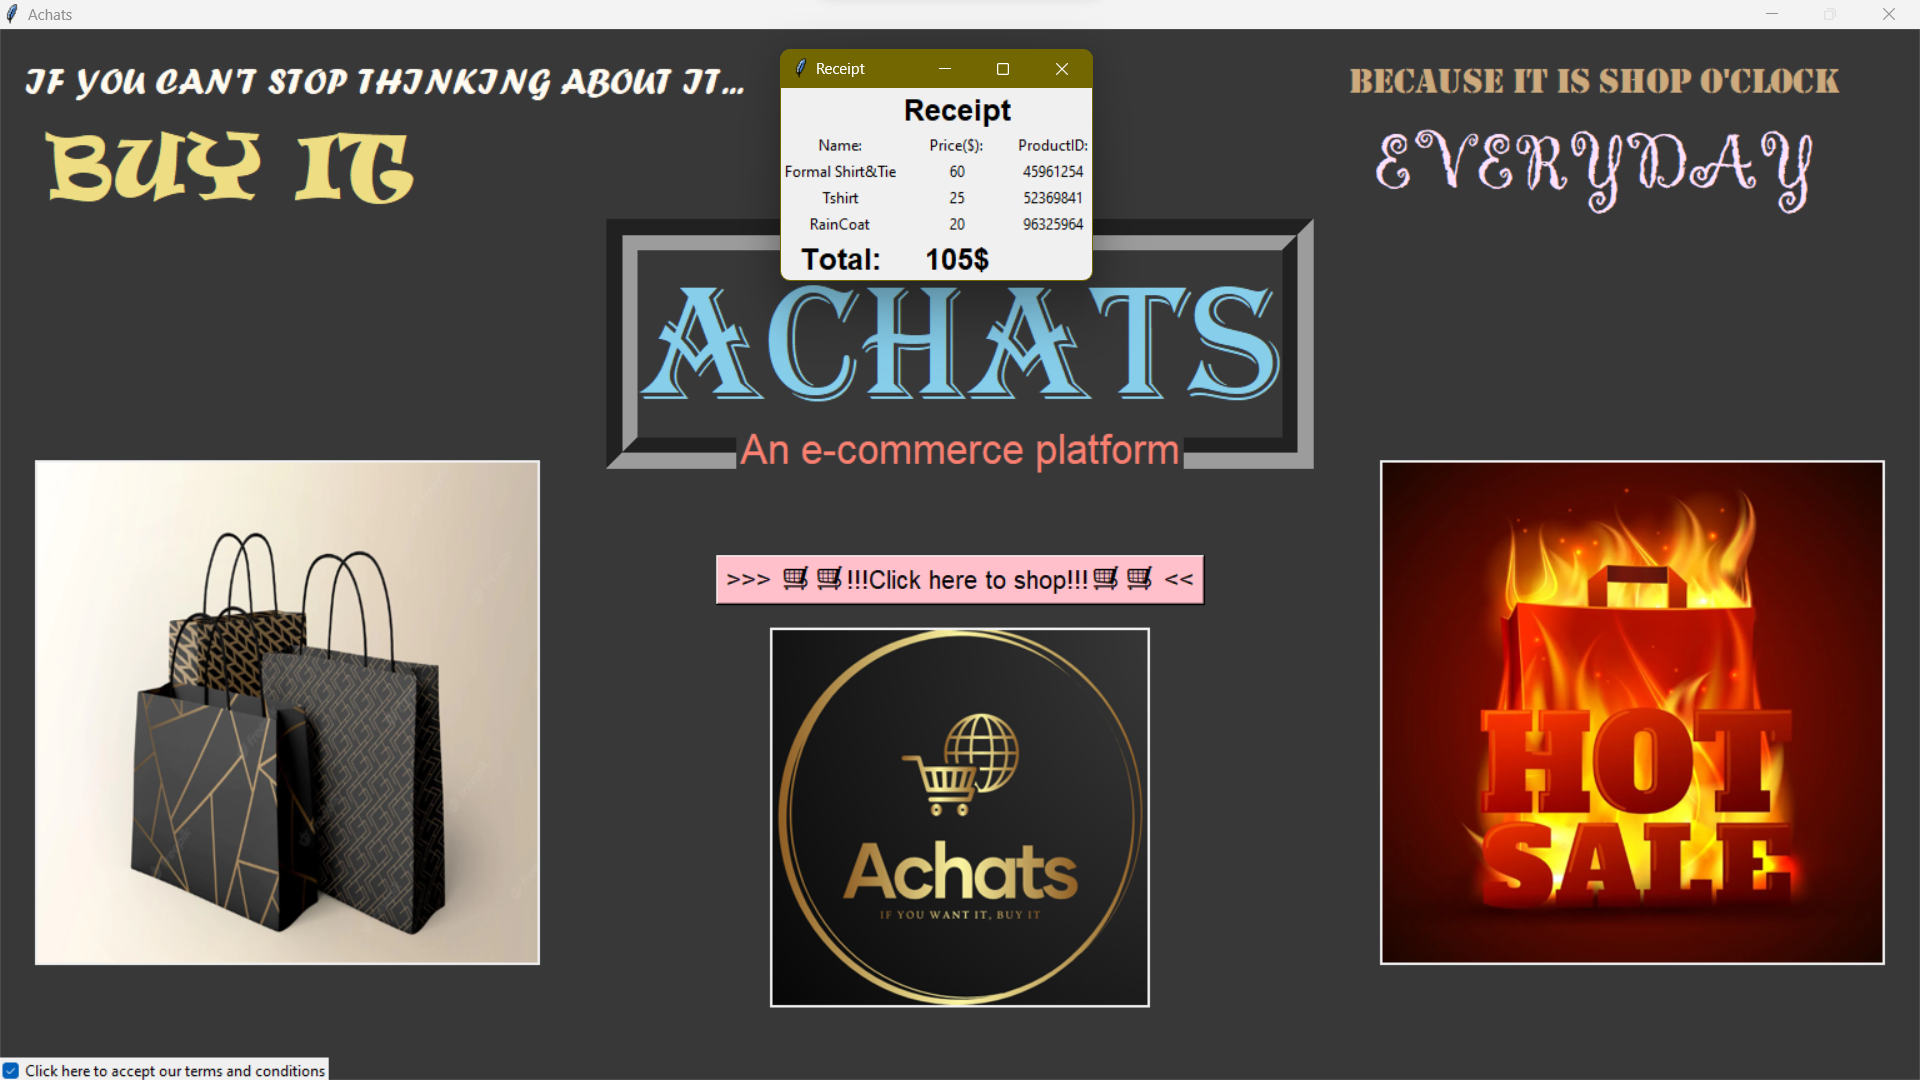 Achats
IF YOU CAN'T STOP THINKING ABOUT IT...
BUY IT
Receipt
Receipt
Name: Price($): ProductID:
Formal Shirt&Tie 60 45961254
Tshirt 25 52369841
RainCoat 20 96325964
Total: 105$
BECAUSE IT IS SHOP O'CLOCK
EVERYDAY
ACHATS
An e-commerce platform
>>> 🛒🛒!!!Click here to shop!!!🛒🛒 <<
Achats
IF YOU WANT IT, BUY IT
HOT
SALE
Click here to accept our terms and conditions